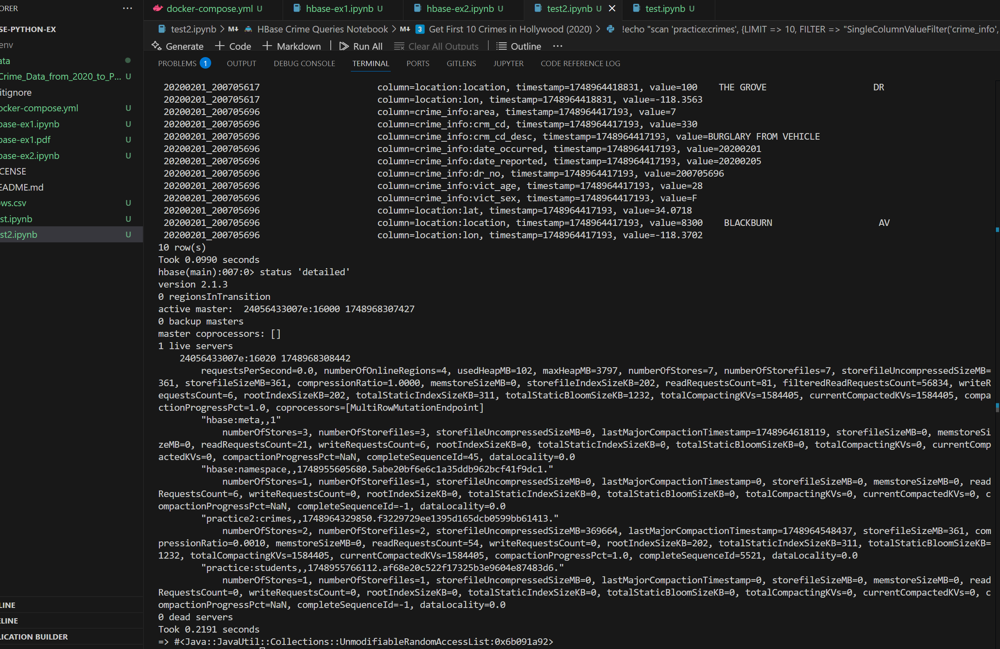 ORER
···
docker-compose.yml U
hbase-ex1.ipynb U
hbase-ex2.ipynb U
test2.ipynb U
test.ipynb U
SE-PYTHON-EX
test2.ipynb > M↓ HBase Crime Queries Notebook > M↓ 3 Get First 10 Crimes in Hollywood (2020) > !echo "scan 'practice:crimes', {LIMIT => 10, FILTER => "SingleColumnValueFilter('crime_info',
env
Generate + Code + Markdown | Run All Clear All Outputs | Outline ···
ata
PROBLEMS 1 OUTPUT DEBUG CONSOLE TERMINAL PORTS GITLENS JUPYTER CODE REFERENCE LOG
Crime_Data_from_2020_to_P... U
itignore
ocker-compose.yml U
base-ex1.ipynb U
base-ex1.pdf U
base-ex2.ipynb U
CENSE
EADME.md
ows.csv U
st.ipynb U
st2.ipynb U
LINE
ELINE
LICATION BUILDER
20200201_200705617 column=location:location, timestamp=1748964418831, value=100 THE GROVE DR
20200201_200705617 column=location:lon, timestamp=1748964418831, value=-118.3563
20200201_200705696 column=crime_info:area, timestamp=1748964417193, value=7
20200201_200705696 column=crime_info:crm_cd, timestamp=1748964417193, value=330
20200201_200705696 column=crime_info:crm_cd_desc, timestamp=1748964417193, value=BURGLARY FROM VEHICLE
20200201_200705696 column=crime_info:date_occurred, timestamp=1748964417193, value=20200201
20200201_200705696 column=crime_info:date_reported, timestamp=1748964417193, value=20200205
20200201_200705696 column=crime_info:dr_no, timestamp=1748964417193, value=200705696
20200201_200705696 column=crime_info:vict_age, timestamp=1748964417193, value=28
20200201_200705696 column=crime_info:vict_sex, timestamp=1748964417193, value=F
20200201_200705696 column=location:lat, timestamp=1748964417193, value=34.0718
20200201_200705696 column=location:location, timestamp=1748964417193, value=8300 BLACKBURN AV
20200201_200705696 column=location:lon, timestamp=1748964417193, value=-118.3702
10 row(s)
Took 0.0990 seconds
hbase(main):007:0> status 'detailed'
version 2.1.3
0 regionsInTransition
active master: 24056433007e:16000 1748968307427
0 backup masters
master coprocessors: []
1 live servers
24056433007e:16020 1748968308442
requestsPerSecond=0.0, numberOfOnlineRegions=4, usedHeapMB=102, maxHeapMB=3797, numberOfStores=7, numberOfStorefiles=7, storefileUncompressedSizeMB=
361, storefileSizeMB=361, compressionRatio=1.0000, memstoreSizeMB=0, storefileIndexSizeKB=202, readRequestsCount=81, filteredReadRequestsCount=56834, writeR
equestsCount=6, rootIndexSizeKB=202, totalStaticIndexSizeKB=311, totalStaticBloomSizeKB=1232, totalCompactingKVs=1584405, currentCompactedKVs=1584405, compa
ctionProgressPct=1.0, coprocessors=[MultiRowMutationEndpoint]
"hbase:meta,,1"
numberOfStores=3, numberOfStorefiles=3, storefileUncompressedSizeMB=0, lastMajorCompactionTimestamp=1748964618119, storefileSizeMB=0, memstoreSi
zeMB=0, readRequestsCount=21, writeRequestsCount=6, rootIndexSizeKB=0, totalStaticIndexSizeKB=0, totalStaticBloomSizeKB=0, totalCompactingKVs=0, currentComp
actedKVs=0, compactionProgressPct=NaN, completeSequenceId=45, dataLocality=0.0
"hbase:namespace,,1748955605680.5abe20bf6e6c1a35ddb962bcf41f9dc1."
numberOfStores=1, numberOfStorefiles=1, storefileUncompressedSizeMB=0, lastMajorCompactionTimestamp=0, storefileSizeMB=0, memstoreSizeMB=0, read
RequestsCount=6, writeRequestsCount=0, rootIndexSizeKB=0, totalStaticIndexSizeKB=0, totalStaticBloomSizeKB=0, totalCompactingKVs=0, currentCompactedKVs=0, c
ompactionProgressPct=NaN, completeSequenceId=-1, dataLocality=0.0
"practice2:crimes,,1748964329850.f3229729ee1395d165dcb0599bb61413."
numberOfStores=2, numberOfStorefiles=2, storefileUncompressedSizeMB=369664, lastMajorCompactionTimestamp=1748964548437, storefileSizeMB=361, com
pressionRatio=0.0010, memstoreSizeMB=0, readRequestsCount=54, writeRequestsCount=0, rootIndexSizeKB=202, totalStaticIndexSizeKB=311, totalStaticBloomSizeKB=
1232, totalCompactingKVs=1584405, currentCompactedKVs=1584405, compactionProgressPct=1.0, completeSequenceId=5521, dataLocality=0.0
"practice:students,,1748955766112.af68e20c522f17325b3e9604e87483d6."
numberOfStores=1, numberOfStorefiles=1, storefileUncompressedSizeMB=0, lastMajorCompactionTimestamp=0, storefileSizeMB=0, memstoreSizeMB=0, read
RequestsCount=0, writeRequestsCount=0, rootIndexSizeKB=0, totalStaticIndexSizeKB=0, totalStaticBloomSizeKB=0, totalCompactingKVs=0, currentCompactedKVs=0, c
ompactionProgressPct=NaN, completeSequenceId=-1, dataLocality=0.0
0 dead servers
Took 0.2191 seconds
=> #<Java::JavaUtil::Collections::UnmodifiableRandomAccessList:0x6b091a92>